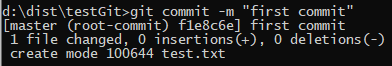 d:\dist\testGit>git commit -m "first commit"
[master (root-commit) f1e8c6e] first commit
 1 file changed, 0 insertions(+), 0 deletions(-)
 create mode 100644 test.txt